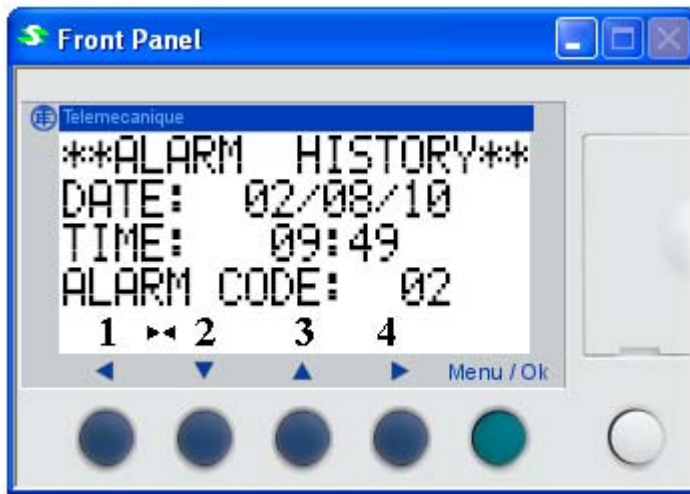 Front Panel
Telemecanique
**ALARM HISTORY**
DATE: 02/08/10
TIME: 09:49
ALARM CODE: 02
1 2 3 4
Menu / Ok